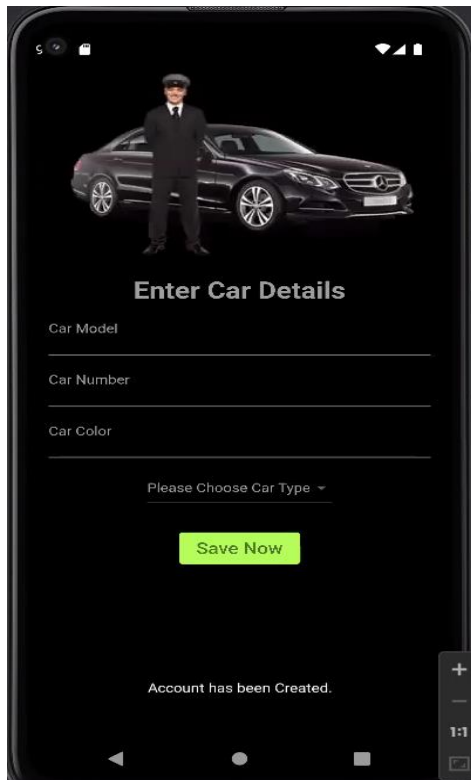 Enter Car Details
Car Model
Car Number
Car Color
Please Choose Car Type
Save Now
Account has been Created.
1:1